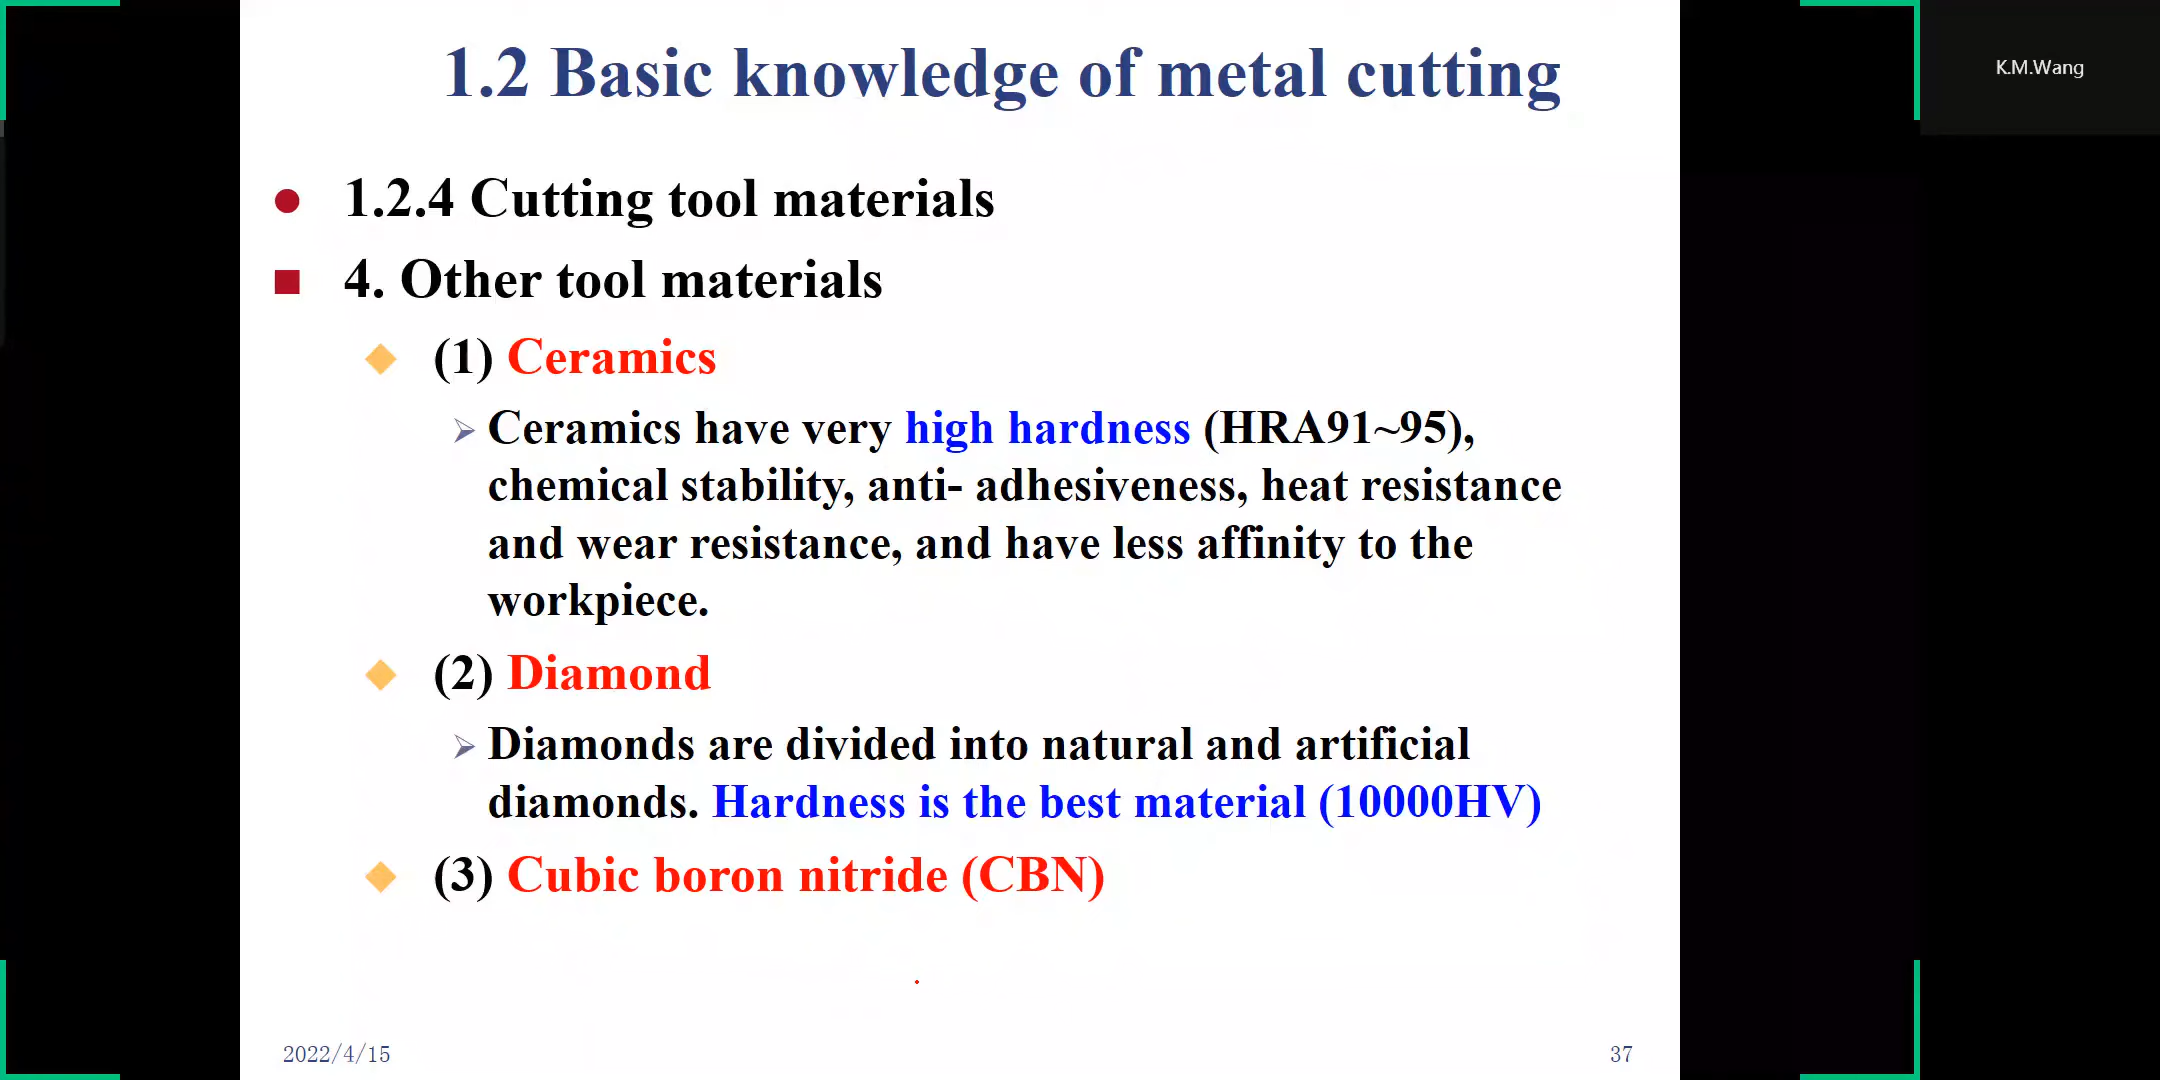 1.2 Basic knowledge of metal cutting
K.M.Wang
1.2.4 Cutting tool materials
4. Other tool materials
(1) Ceramics
Ceramics have very high hardness (HRA91~95),
chemical stability, anti- adhesiveness, heat resistance
and wear resistance, and have less affinity to the
workpiece.
(2) Diamond
Diamonds are divided into natural and artificial
diamonds. Hardness is the best material (10000HV)
(3) Cubic boron nitride (CBN)
2022/4/15
37